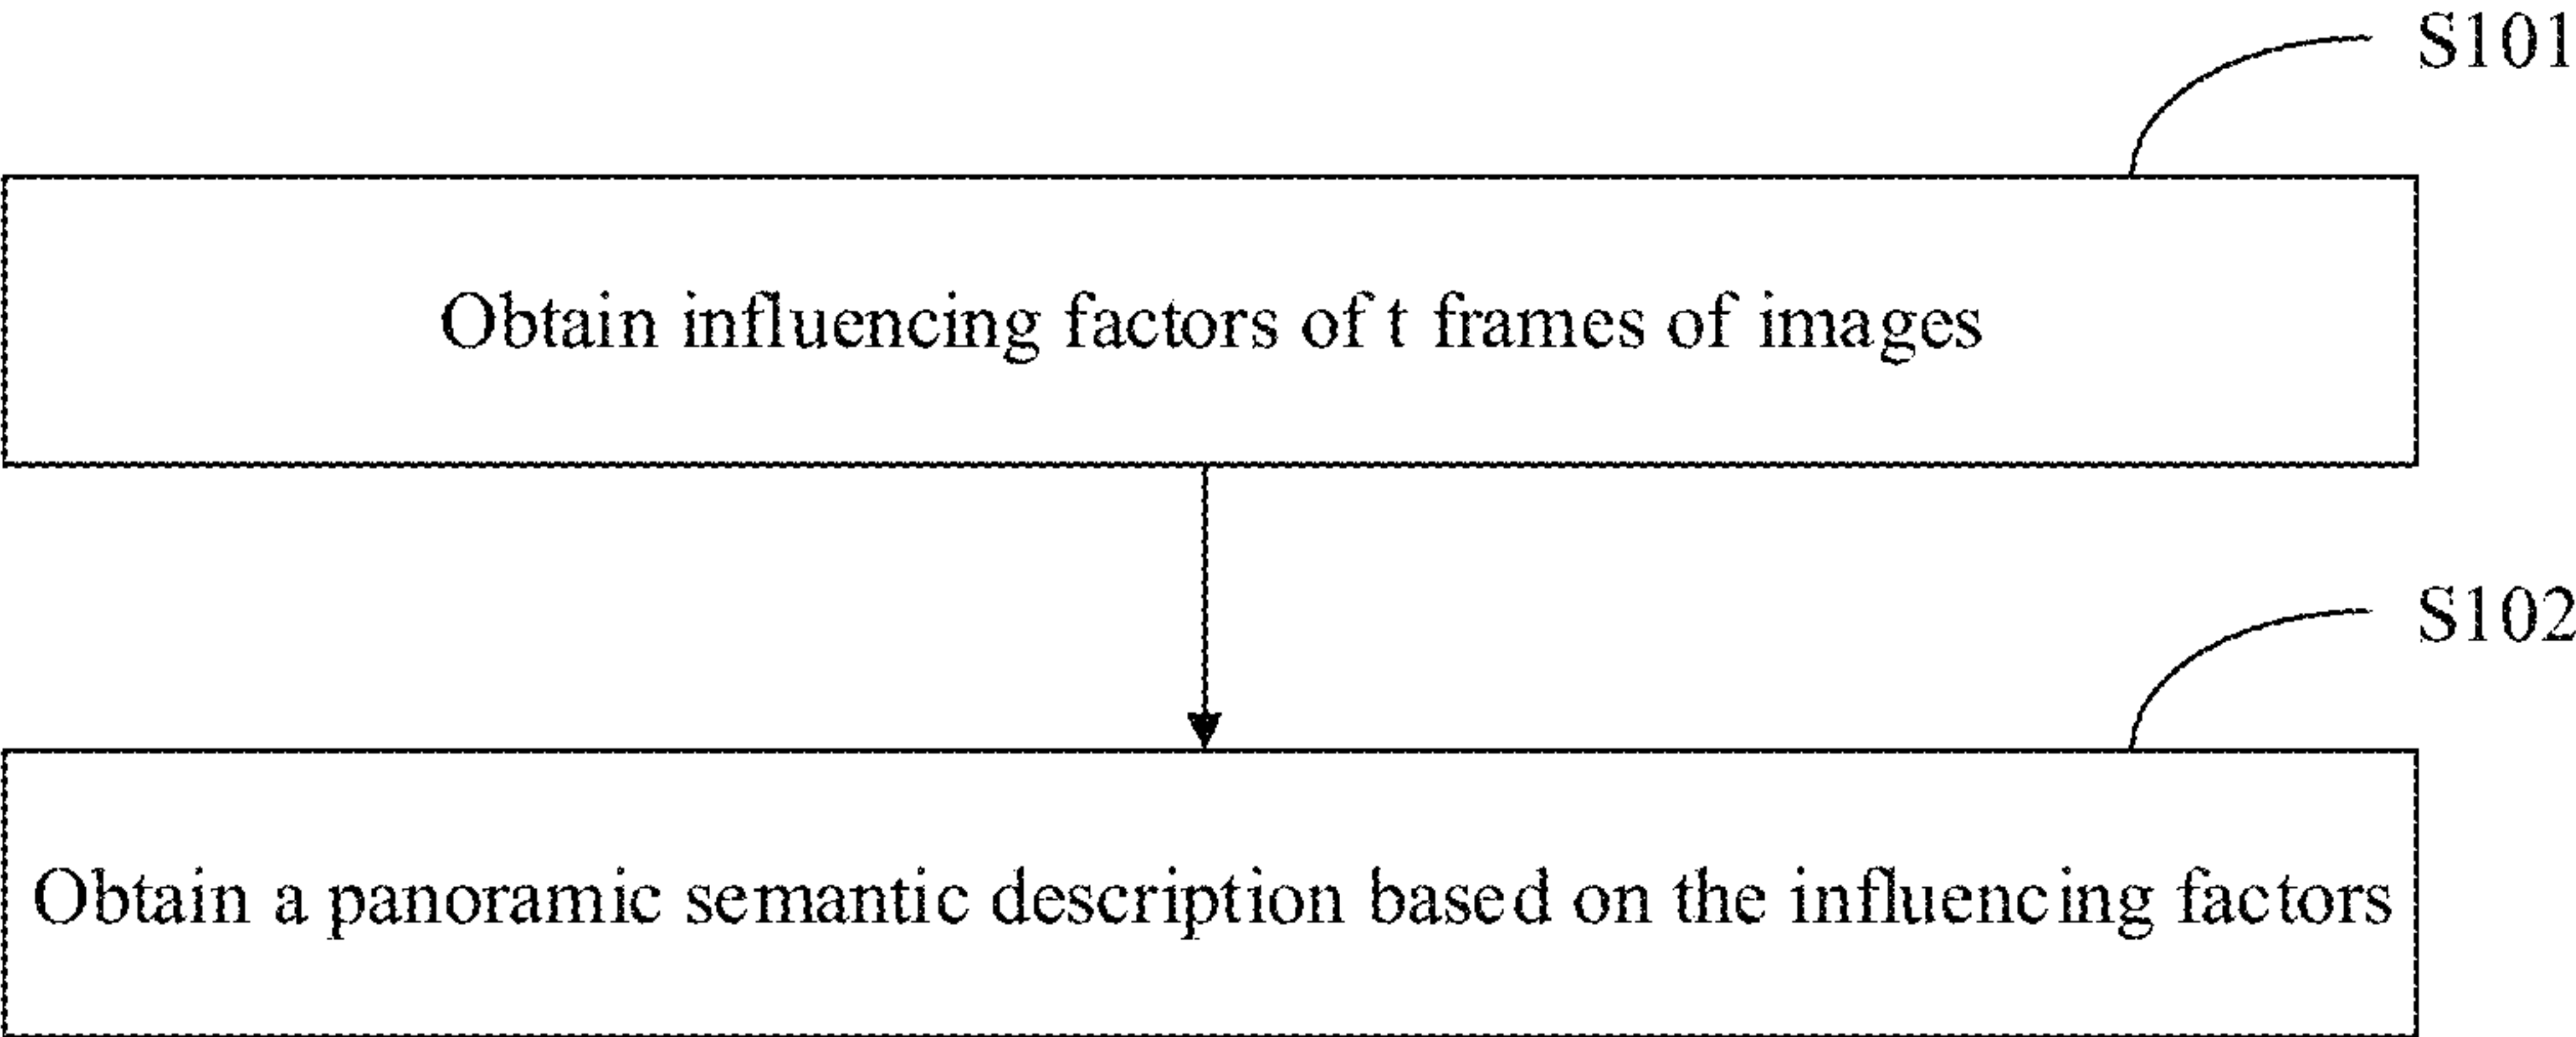 S101
Obtain influencing factors of t frames of images
S102
Obtain a panoramic semantic description based on the influencing factors